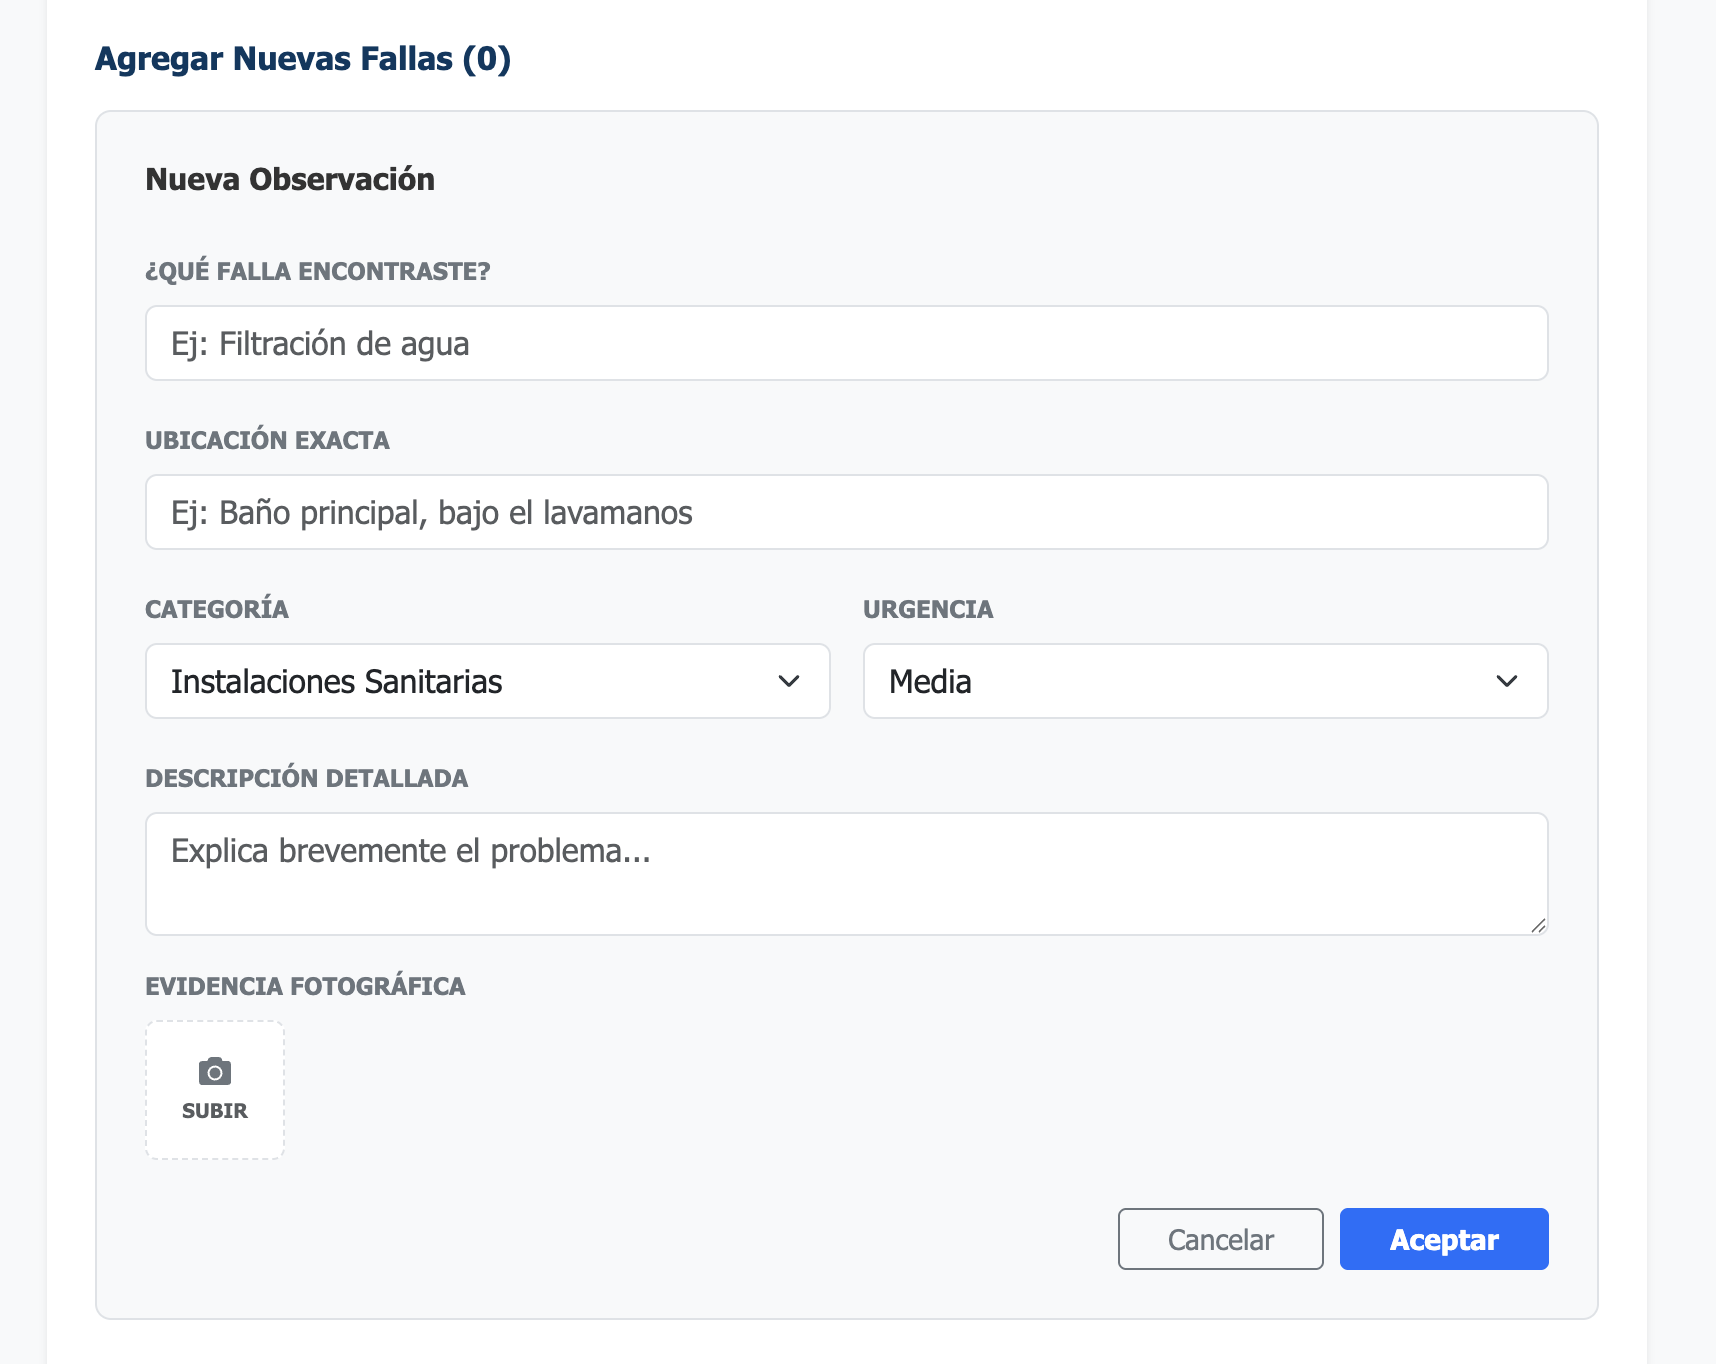 Agregar Nuevas Fallas (0)
Nueva Observación
¿QUÉ FALLA ENCONTRASTE?
Ej: Filtración de agua
UBICACIÓN EXACTA
Ej: Baño principal, bajo el lavamanos
CATEGORÍA
URGENCIA
Instalaciones Sanitarias
Media
DESCRIPCIÓN DETALLADA
Explica brevemente el problema...
EVIDENCIA FOTOGRÁFICA
SUBIR
Cancelar
Aceptar